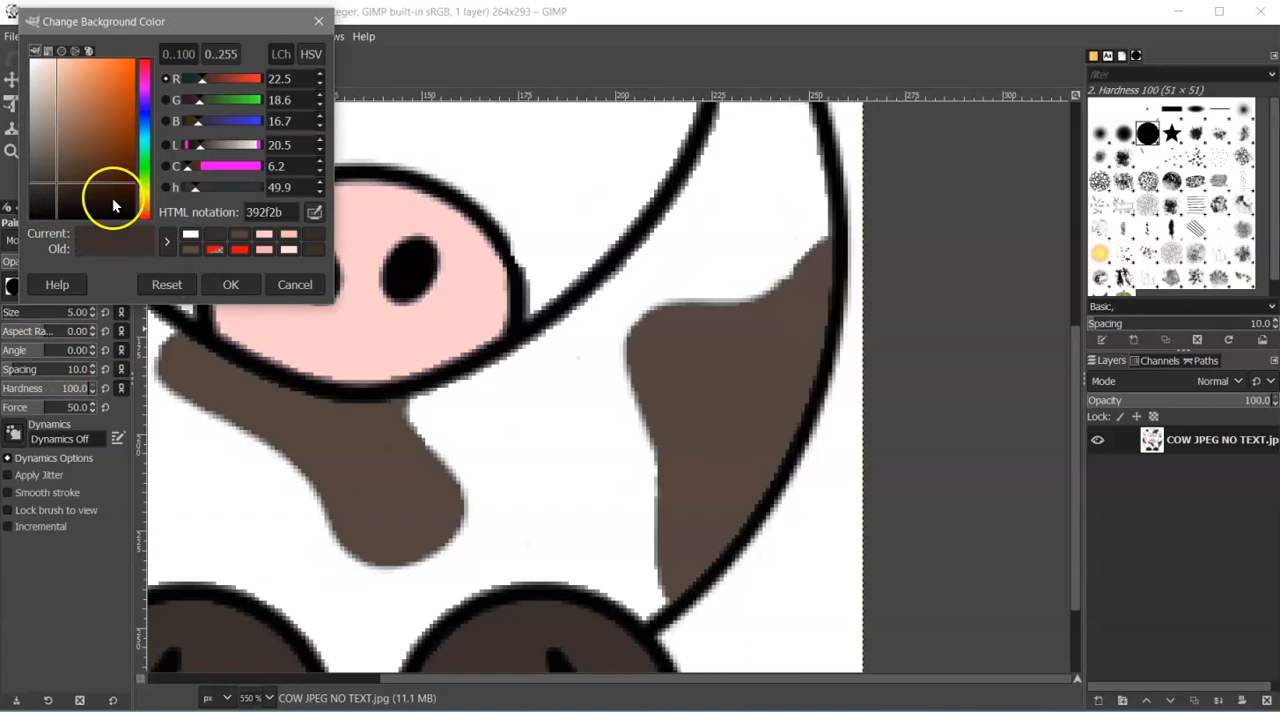 Change Background Color
teger, GIMP built-in sRGB, 1 layer) 264x293 – GIMP
ws Help
0..100 0..255 LCh HSV
R 22.5
G 18.6
B 16.7
L 20.5
C 6.2
h 49.9
HTML notation: 392f2b
Current:
Old:
Help Reset OK Cancel
150 175 200 225 250
Size 5.00
Aspect Ra... 0.00
Angle 0.00
Spacing 10.0
Hardness 100.0
Force 50.0
Dynamics
Dynamics Off
Dynamics Options
Apply Jitter
Smooth stroke
Lock brush to view
Incremental
filter
2. Hardness 100 (51 × 51)
Basic,
Spacing 10.0
Layers Channels Paths
Mode Normal
Opacity 100.0
Lock:
COW JPEG NO TEXT.jp
px 550 % COW JPEG NO TEXT.jpg (11.1 MB)